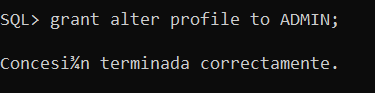 SQL> grant alter profile to ADMIN;
Concesi¾n terminada correctamente.